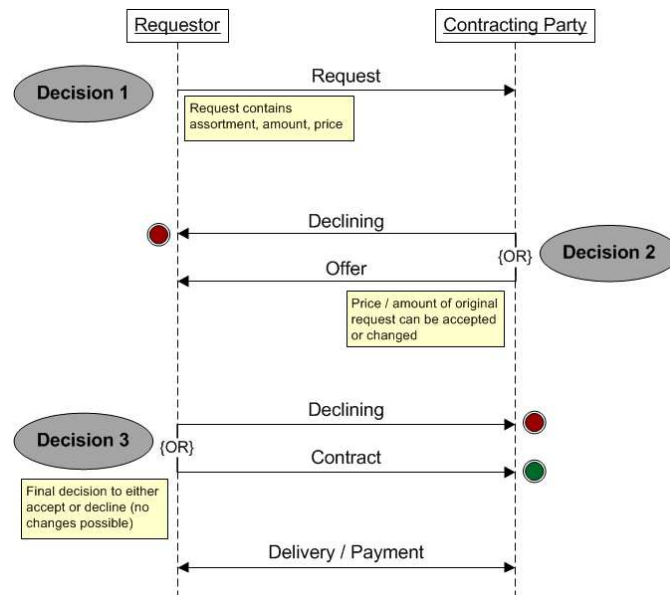 Requestor
Contracting Party
Request
Decision 1
Request contains
assortment, amount, price
Declining
{OR}
Decision 2
Offer
Price / amount of original
request can be accepted
or changed
Declining
Decision 3
{OR}
Contract
Final decision to either
accept or decline (no
changes possible)
Delivery / Payment